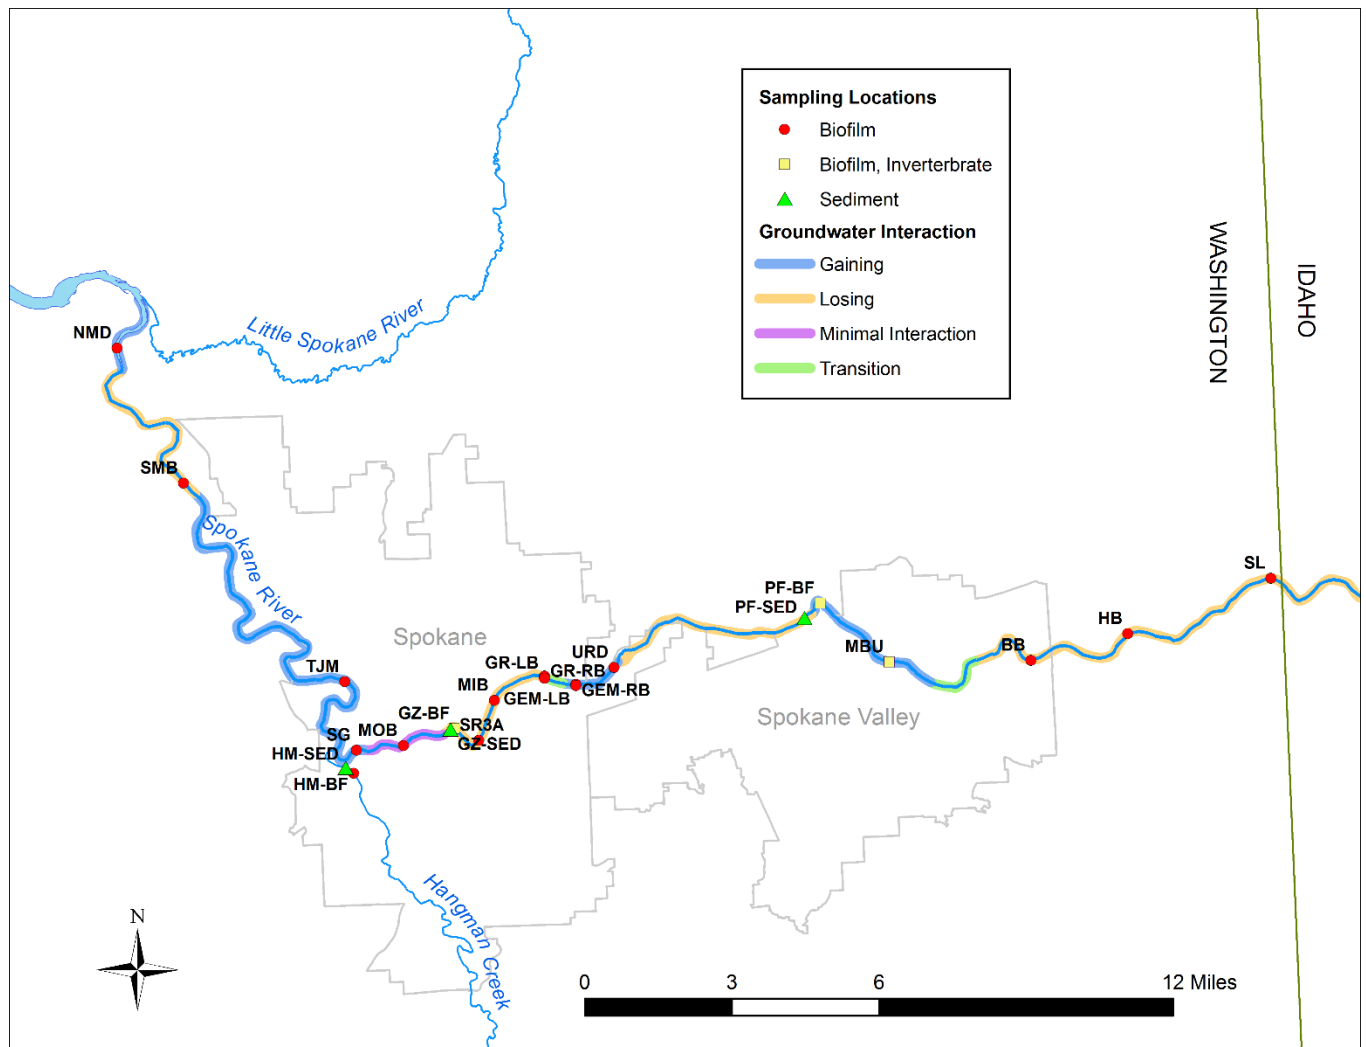 Sampling Locations
Biofilm
Biofilm, Inverterbrate
Sediment
Groundwater Interaction
Gaining
Losing
Minimal Interaction
Transition
WASHINGTON
IDAHO
Little Spokane River
NMD
SMB
Spokane River
SL
PF-BF
PF-SED
HB
Spokane
MBU
BB
URD
GR-LB
GR-RB
TJM
MIB
GEM-LB
GEM-RB
GZ-BF
Spokane Valley
SG
MOB
SR3A
GZ-SED
HM-SED
HM-BF
Hangman Creek
N
0
3
6
12 Miles